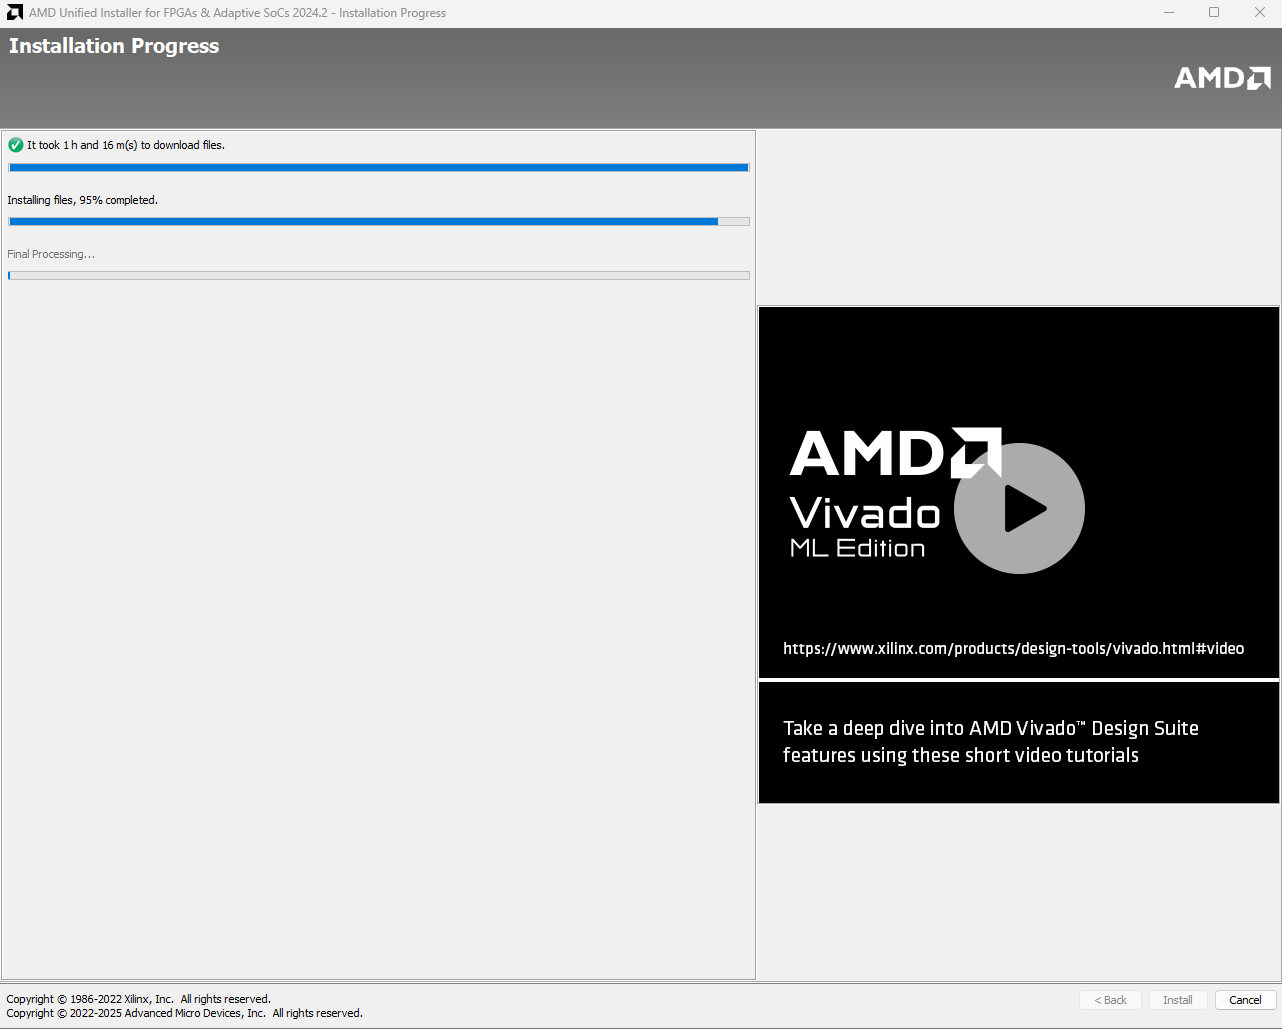 AMD Unified Installer for FPGAs & Adaptive SoCs 2024.2 - Installation Progress
Installation Progress
AMD
It took 1 h and 16 m(s) to download files.
Installing files, 95% completed.
Final Processing...
AMD
Vivado
ML Edition
https://www.xilinx.com/products/design-tools/vivado.html#video
Take a deep dive into AMD Vivado™ Design Suite
features using these short video tutorials
Copyright © 1986-2022 Xilinx, Inc. All rights reserved.
Copyright © 2022-2025 Advanced Micro Devices, Inc. All rights reserved.
< Back Install Cancel